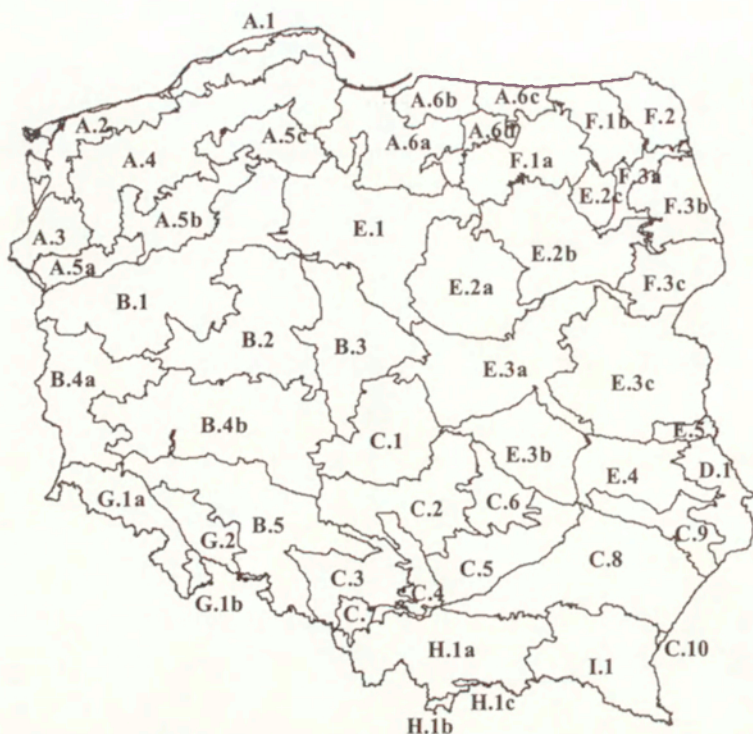 A.1
A.6b
A.6c
F.2
A.2
F.1b
A.5c
A.6d
A.6a
A.4
F.1a
F.3a
E.2c
A.5b
F.3b
E.1
A.3
E.2b
A.5a
F.3c
E.2a
B.1
B.2
B.3
E.3a
B.4a
E.3c
B.4b
E.5
C.1
E.3b
D.1
E.4
G.1a
C.6
C.2
B.5
C.9
G.2
C.8
C.5
C.3
C.4
G.1b
C.7
C.10
H.1a
I.1
H.1c
H.1b